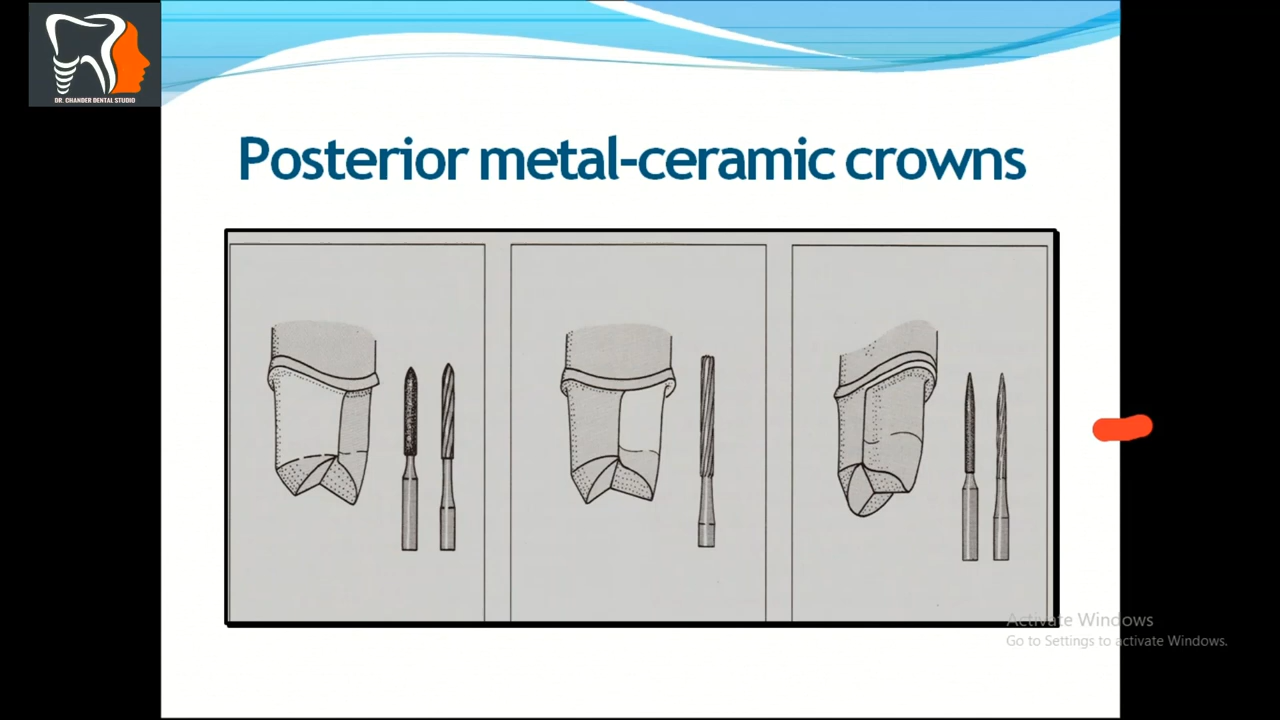 DR. CHANDER DENTAL STUDIO
Posterior metal-ceramic crowns
Activate Windows
Go to Settings to activate Windows.